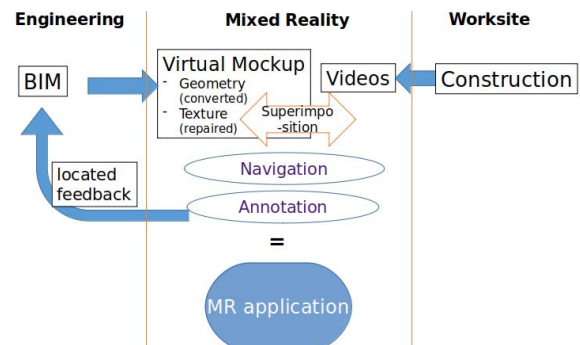 Engineering
Mixed Reality
Worksite
BIM
Virtual Mockup
- Geometry
(converted)
- Texture
(repaired)
Superimpo
-sition
Videos
Construction
located
feedback
Navigation
Annotation
=
MR application